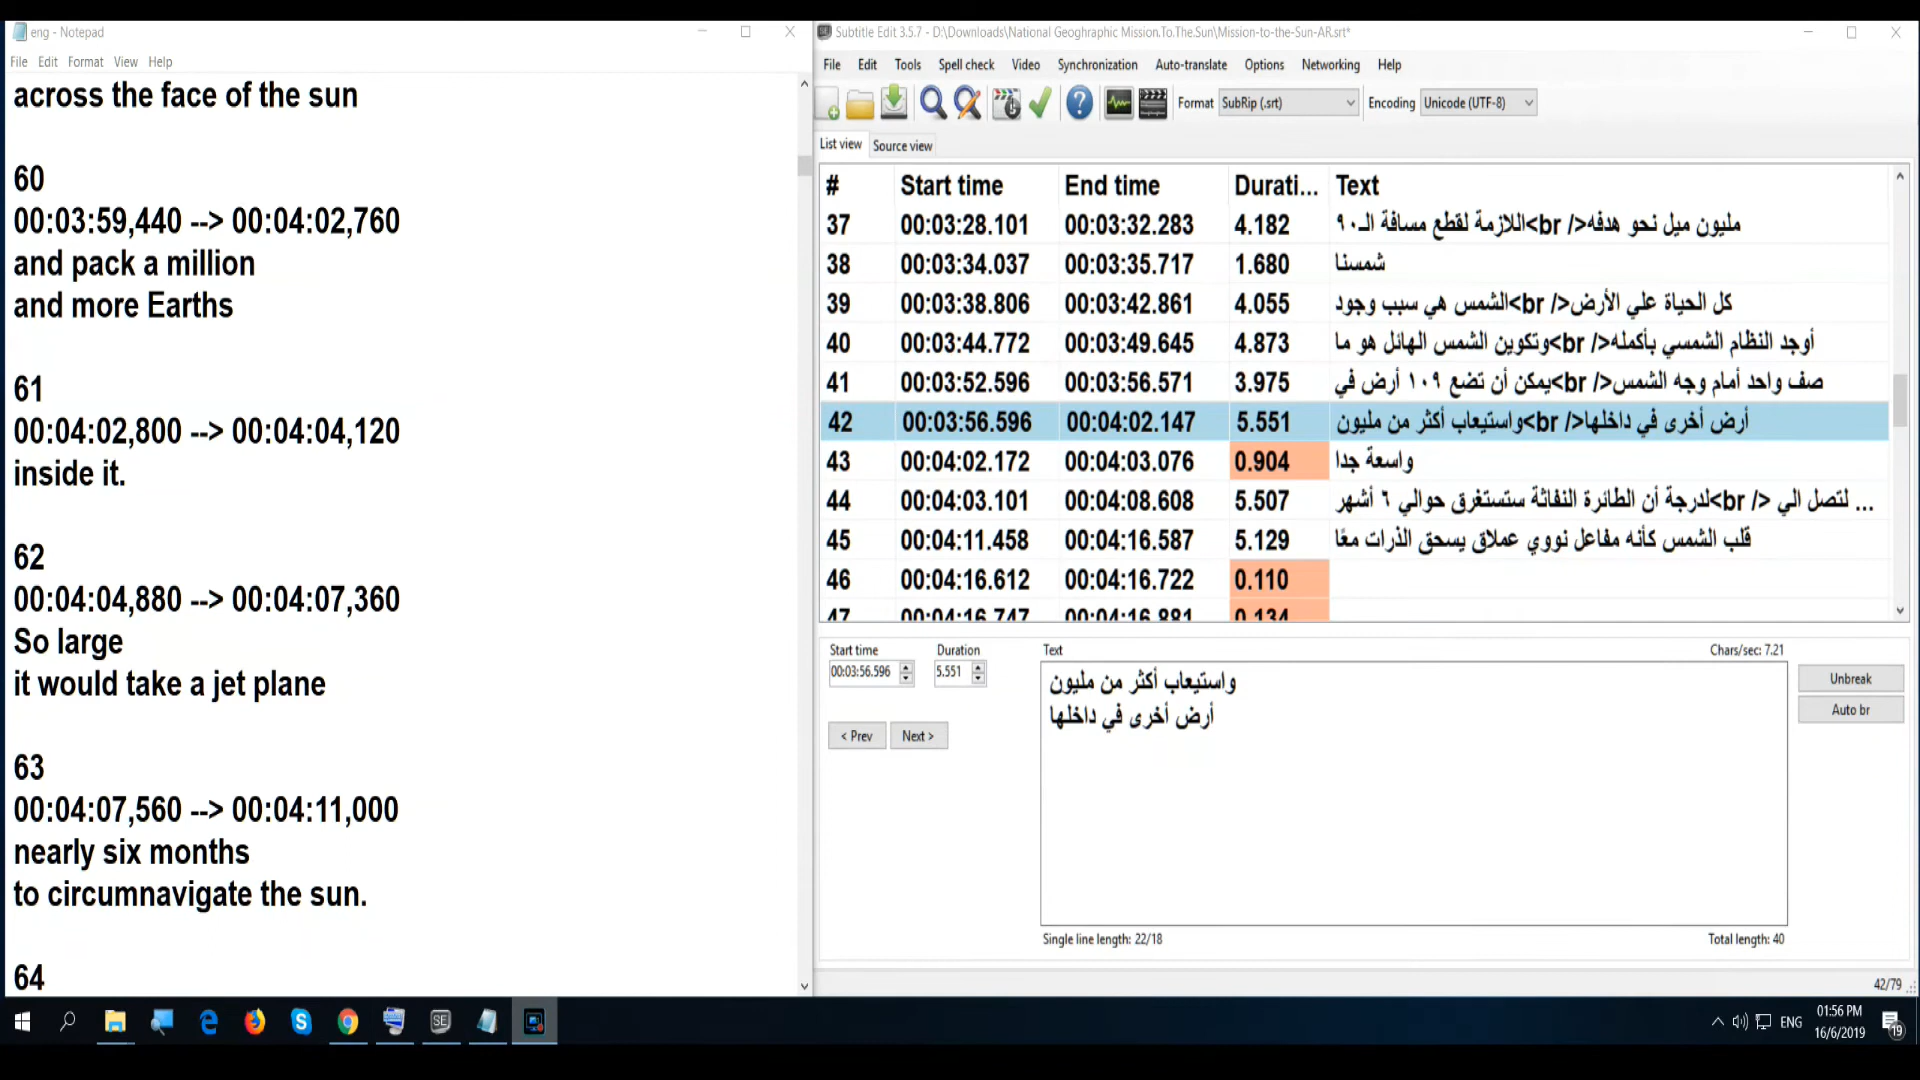 eng - Notepad
File Edit Format View Help
across the face of the sun
60
00:03:59,440 --> 00:04:02,760
and pack a million
and more Earths
61
00:04:02,800 --> 00:04:04,120
inside it.
62
00:04:04,880 --> 00:04:07,360
So large
it would take a jet plane
63
00:04:07,560 --> 00:04:11,000
nearly six months
to circumnavigate the sun.
64
Subtitle Edit 3.5.7 - D:\Downloads\National Geoghraphic Mission.To.The.Sun\Mission-to-the-Sun-AR.srt*
File Edit Tools Spell check Video Synchronization Auto-translate Options Networking Help
Format SubRip (.srt) Encoding Unicode (UTF-8)
List view Source view
# Start time End time Durati... Text
37 00:03:28.101 00:03:32.283 4.182 اللازمة لقطع مسافة الـ٩٠<br />مليون ميل نحو هدفه
38 00:03:34.037 00:03:35.717 1.680 شمسنا
39 00:03:38.806 00:03:42.861 4.055 الشمس هي سبب وجود<br />كل الحياة علي الأرض
40 00:03:44.772 00:03:49.645 4.873 وتكوين الشمس الهائل هو ما<br />أوجد النظام الشمسي بأكمله
41 00:03:52.596 00:03:56.571 3.975 يمكن أن تضع ١٠٩ أرض في<br />صف واحد أمام وجه الشمس
42 00:03:56.596 00:04:02.147 5.551 واستيعاب أكثر من مليون<br />أرض أخرى في داخلها
43 00:04:02.172 00:04:03.076 0.904 واسعة جدا
44 00:04:03.101 00:04:08.608 5.507 لدرجة أن الطائرة النفاثة ستستغرق حوالي ٦ أشهر<br />لتصل الي ...
45 00:04:11.458 00:04:16.587 5.129 قلب الشمس كأنه مفاعل نووي عملاق يسحق الذرات معًا
46 00:04:16.612 00:04:16.722 0.110
47 00:04:16.747 00:04:16.881 0.134
Start time Duration Text Chars/sec: 7.21
00:03:56.596 5.551
واستيعاب أكثر من مليون
أرض أخرى في داخلها
Unbreak
Auto br
< Prev Next >
Single line length: 22/18 Total length: 40
42/79
SE
ENG
01:56 PM
16/6/2019
19